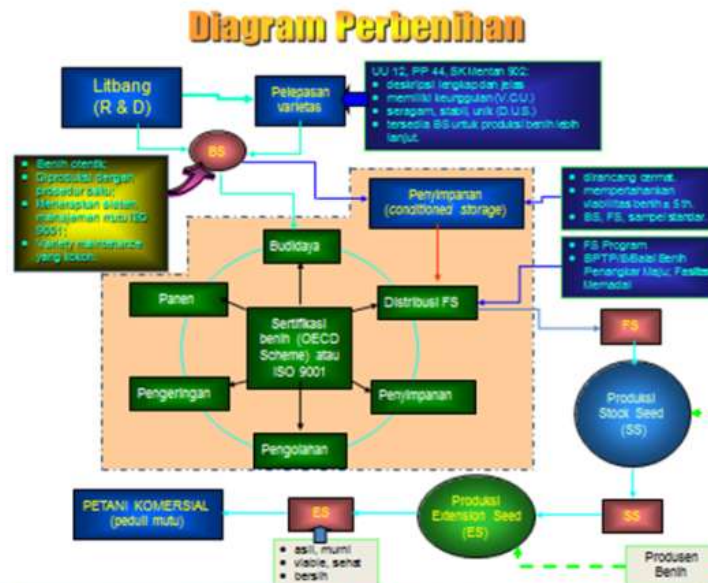 Diagram Perbenihan
Litbang
(R & D)
Pelepasan
varietas
UU 12, PP 44, SK Mentan 902:
• deskripsi lengkap dan jelas
• memiliki keunggulan (V.C.U.)
• seragam, stabil, unik (D.U.S.)
• tersedia BS untuk produksi benih lebih
lanjut.
BS
• Benih otentik;
• Diproduksi dengan
prosedur baku;
• Menerapkan sistem
manajemen mutu ISO
9001;
• Variety maintenance
yang kokoh.
Penyimpanan
(conditioned storage)
• dirancang cermat.
• mempertahankan
viabilitas benih ± 5 th.
• BS, FS, sampel standar.
Budidaya
• FS Program
• BPTP/B/Balai Benih
Penangkar Maju; Fasilitas
Memadai
Panen
Distribusi FS
Sertifikasi
benih (OECD
Scheme) atau
ISO 9001
FS
Pengeringan
Penyimpanan
Produksi
Stock Seed
(SS)
Pengolahan
PETANI KOMERSIAL
(peduli mutu)
ES
Produksi
Extension Seed
(ES)
SS
• asli, murni
• viable, sehat
• bersih
Produsen
Benih